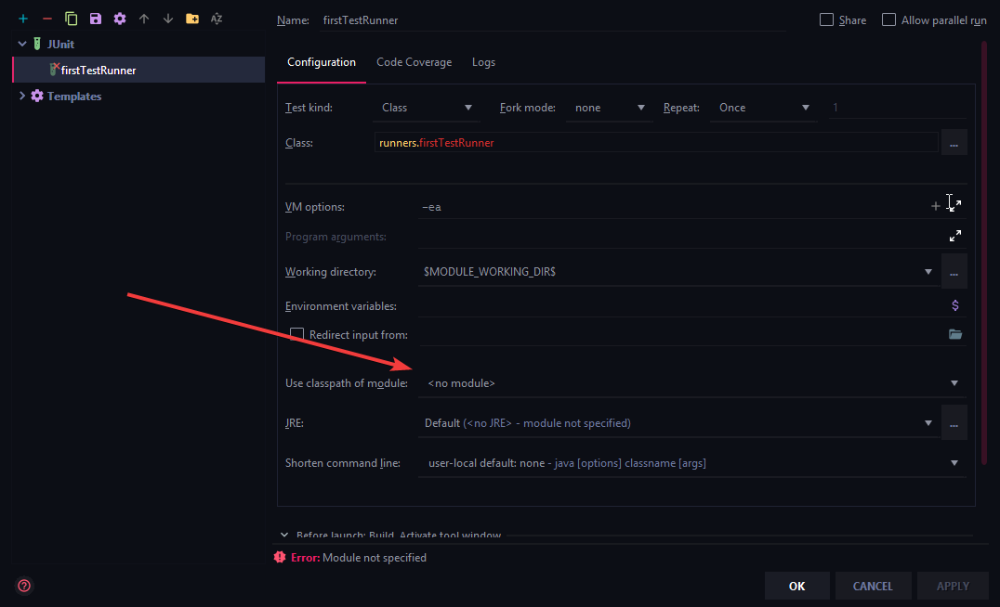 Name: firstTestRunner Share Allow parallel run
JUnit
firstTestRunner
Templates
Configuration Code Coverage Logs
Test kind: Class Fork mode: none Repeat: Once 1
Class: runners.firstTestRunner ...
VM options: -ea
Program arguments:
Working directory: $MODULE_WORKING_DIR$ ...
Environment variables: $
Redirect input from:
Use classpath of module: <no module>
JRE: Default (<no JRE> - module not specified) ...
Shorten command line: user-local default: none - java [options] classname [args]
Before launch: Build, Activate tool window
Error: Module not specified
? OK CANCEL APPLY